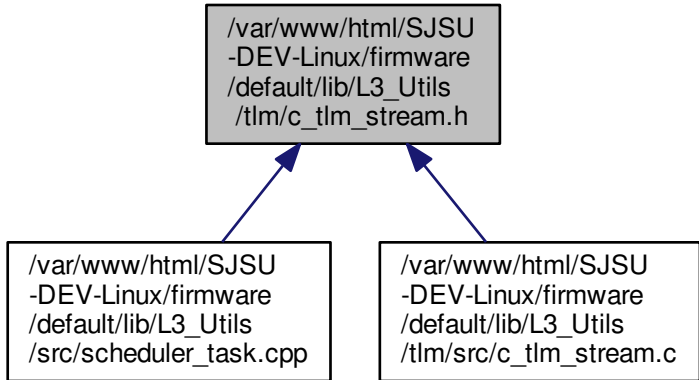 /var/www/html/SJSU
-DEV-Linux/firmware
/default/lib/L3_Utils
/tlm/c_tlm_stream.h
/var/www/html/SJSU
-DEV-Linux/firmware
/default/lib/L3_Utils
/src/scheduler_task.cpp
/var/www/html/SJSU
-DEV-Linux/firmware
/default/lib/L3_Utils
/tlm/src/c_tlm_stream.c